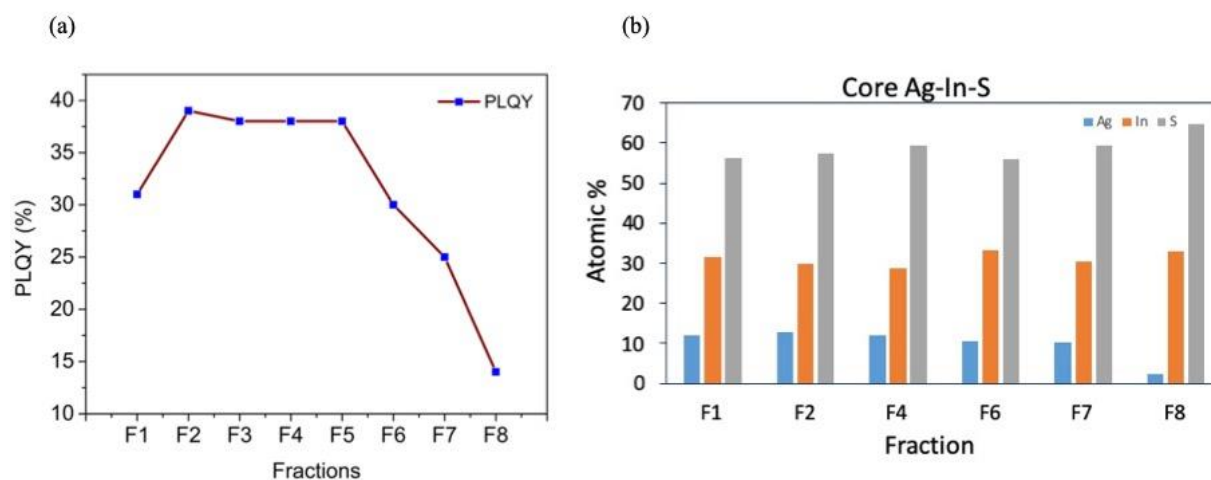 (a)
(b)
PLQY
40
35
30
25
20
15
10
PLQY (%)
F1 F2 F3 F4 F5 F6 F7 F8
Fractions
Core Ag-In-S
Ag In S
70
60
50
40
30
20
10
0
Atomic %
F1 F2 F4 F6 F7 F8
Fraction